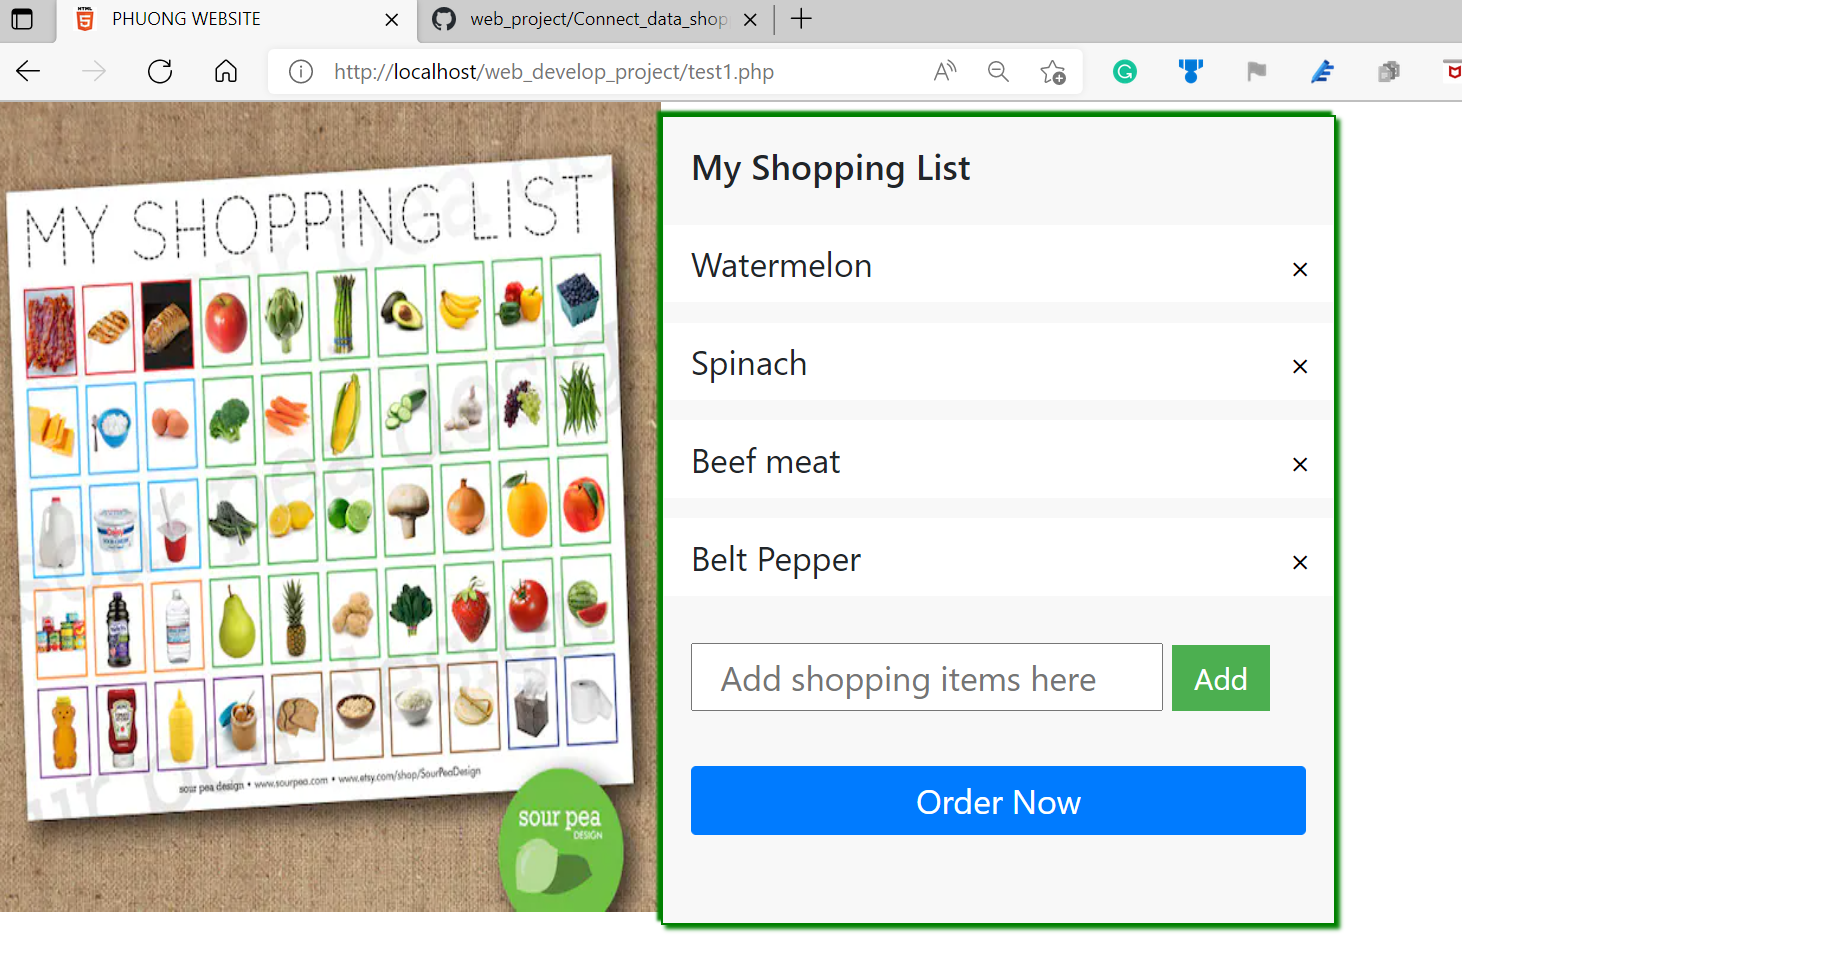 PHUONG WEBSITE
web_project/Connect_data_shop
http://localhost/web_develop_project/test1.php
MY SHOPPING LIST
sour pea design • www.sourpea.com • www.etsy.com/shop/SourPeaDesign
sour pea
DESIGN
My Shopping List
Watermelon
Spinach
Beef meat
Belt Pepper
Add shopping items here
Add
Order Now